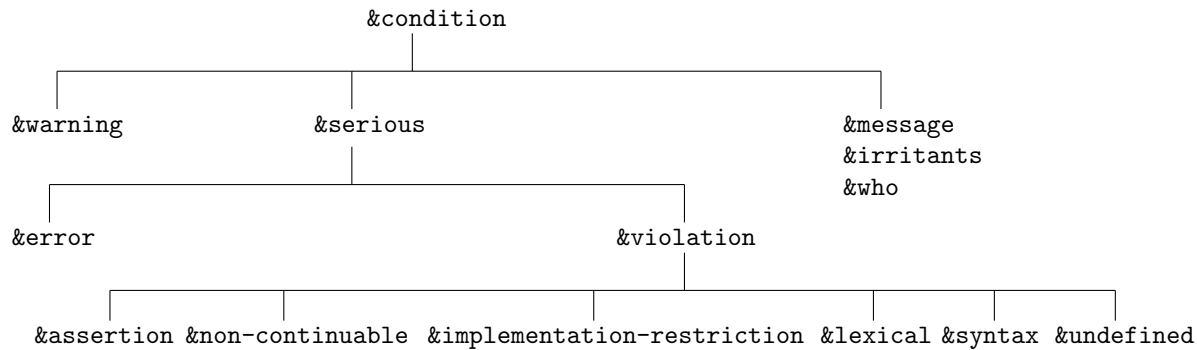 &condition
&warning &serious &message
&irritants
&who
&error &violation
&assertion &non-continuable &implementation-restriction &lexical &syntax &undefined